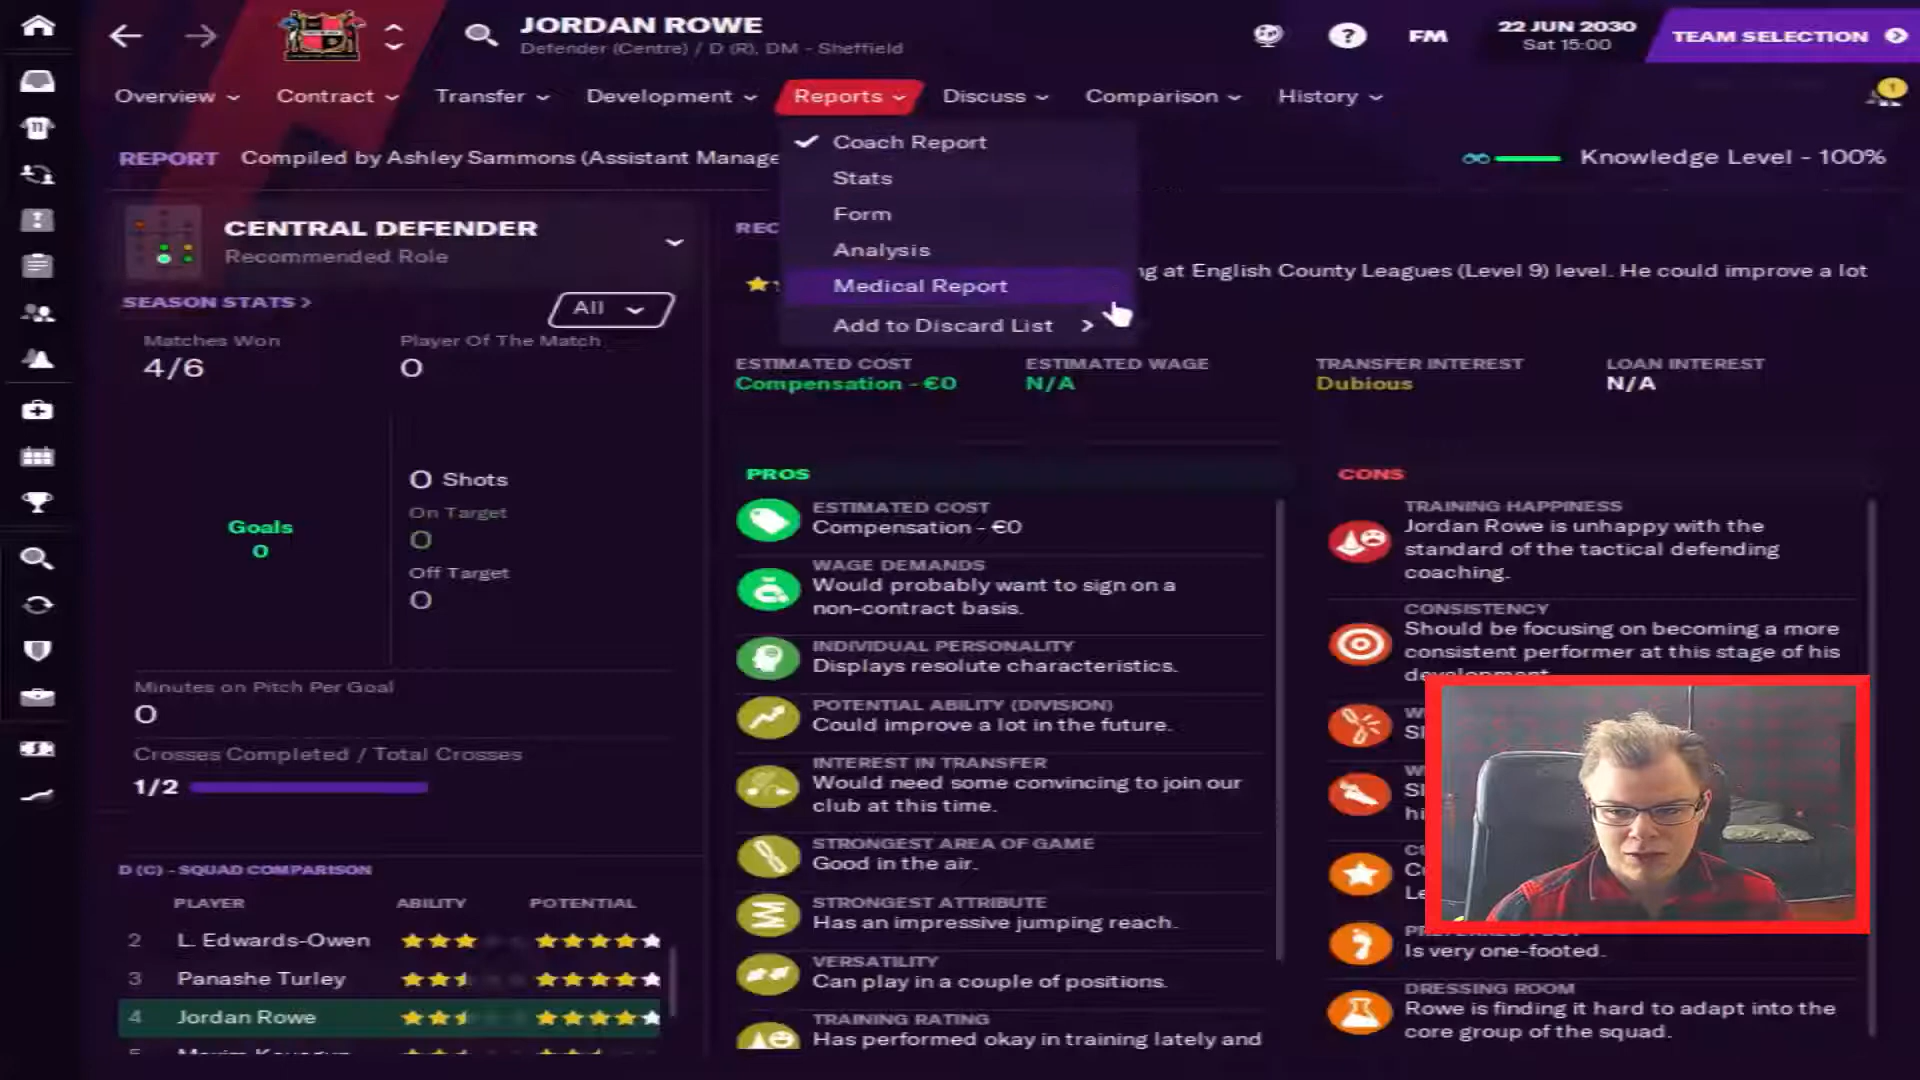 JORDAN ROWE
Defender (Centre) / D (R), DM - Sheffield
FM
22 JUN 2030
Sat 15:00
TEAM SELECTION
Overview
Contract
Transfer
Development
Reports
Discuss
Comparison
History
1
REPORT Compiled by Ashley Sammons (Assistant Manage
Knowledge Level - 100%
Coach Report
Stats
Form
Analysis
Medical Report
Add to Discard List
CENTRAL DEFENDER
Recommended Role
REC
at English County Leagues (Level 9) level. He could improve a lot
SEASON STATS >
All
Matches Won
4/6
Player Of The Match
0
ESTIMATED COST
Compensation - €0
ESTIMATED WAGE
N/A
TRANSFER INTEREST
Dubious
LOAN INTEREST
N/A
Goals
0
0 Shots
On Target
0
Off Target
0
Minutes on Pitch Per Goal
0
Crosses Completed / Total Crosses
1/2
PROS
ESTIMATED COST
Compensation - €0
WAGE DEMANDS
Would probably want to sign on a
non-contract basis.
INDIVIDUAL PERSONALITY
Displays resolute characteristics.
POTENTIAL ABILITY (DIVISION)
Could improve a lot in the future.
INTEREST IN TRANSFER
Would need some convincing to join our
club at this time.
STRONGEST AREA OF GAME
Good in the air.
STRONGEST ATTRIBUTE
Has an impressive jumping reach.
VERSATILITY
Can play in a couple of positions.
TRAINING RATING
Has performed okay in training lately and
CONS
TRAINING HAPPINESS
Jordan Rowe is unhappy with the
standard of the tactical defending
coaching.
CONSISTENCY
Should be focusing on becoming a more
consistent performer at this stage of his
development.
Is very one-footed.
DRESSING ROOM
Rowe is finding it hard to adapt into the
core group of the squad.
D (C) - SQUAD COMPARISON
PLAYER ABILITY POTENTIAL
2 L. Edwards-Owen
3 Panashe Turley
4 Jordan Rowe